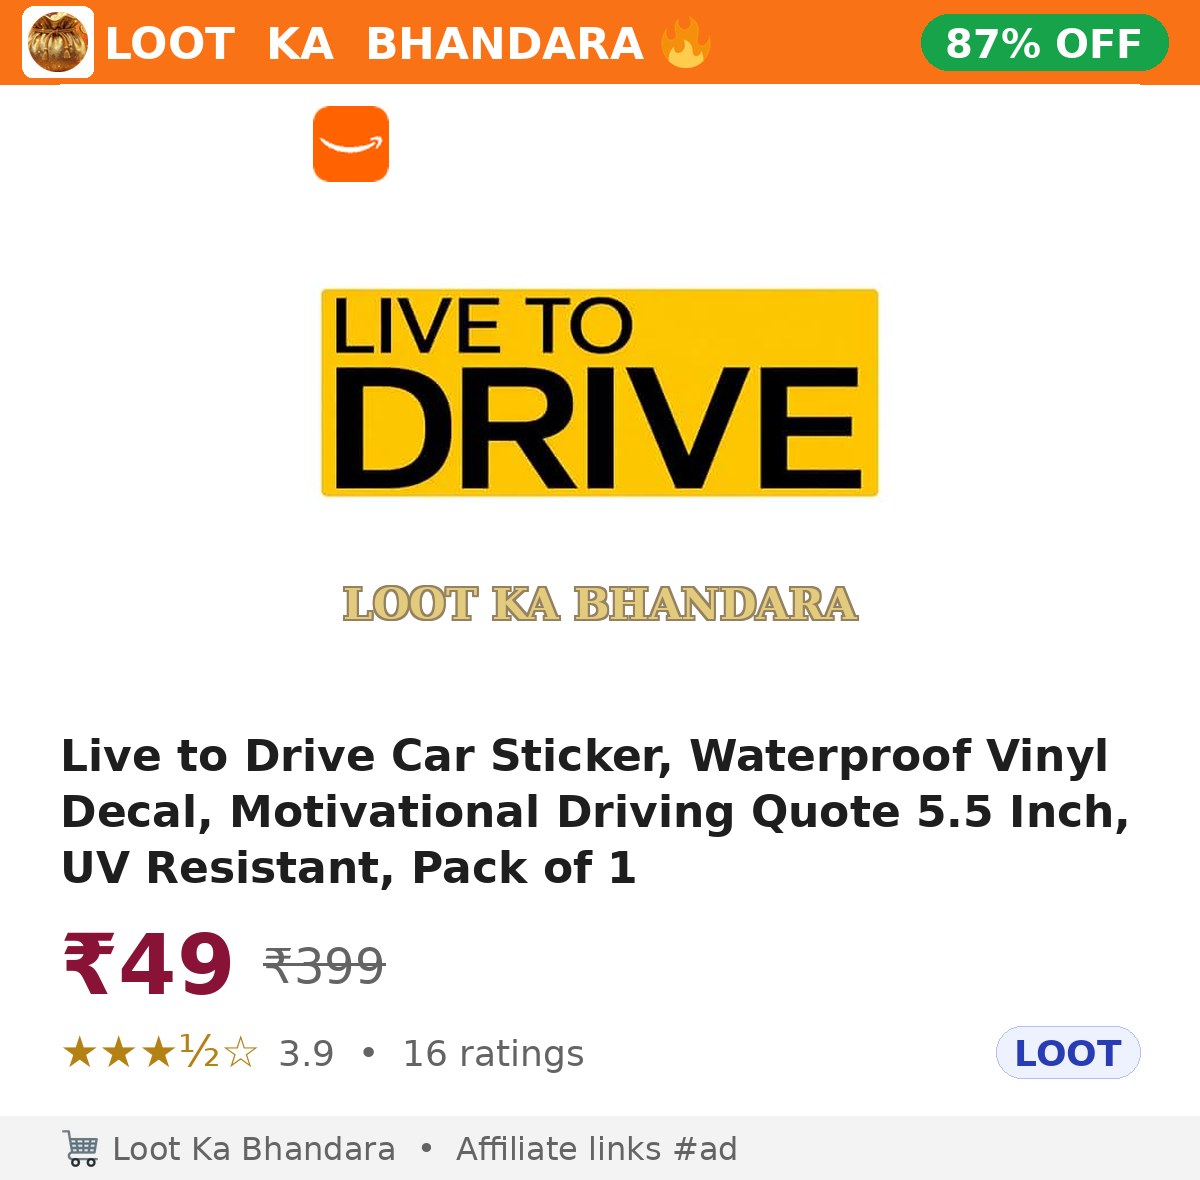 LOOT KA BHANDARA 🔥
87% OFF
LIVE TO
DRIVE
LOOT KA BHANDARA
Live to Drive Car Sticker, Waterproof Vinyl
Decal, Motivational Driving Quote 5.5 Inch,
UV Resistant, Pack of 1
₹49 ₹399
★★★½☆ 3.9 • 16 ratings
LOOT
🛒 Loot Ka Bhandara • Affiliate links #ad